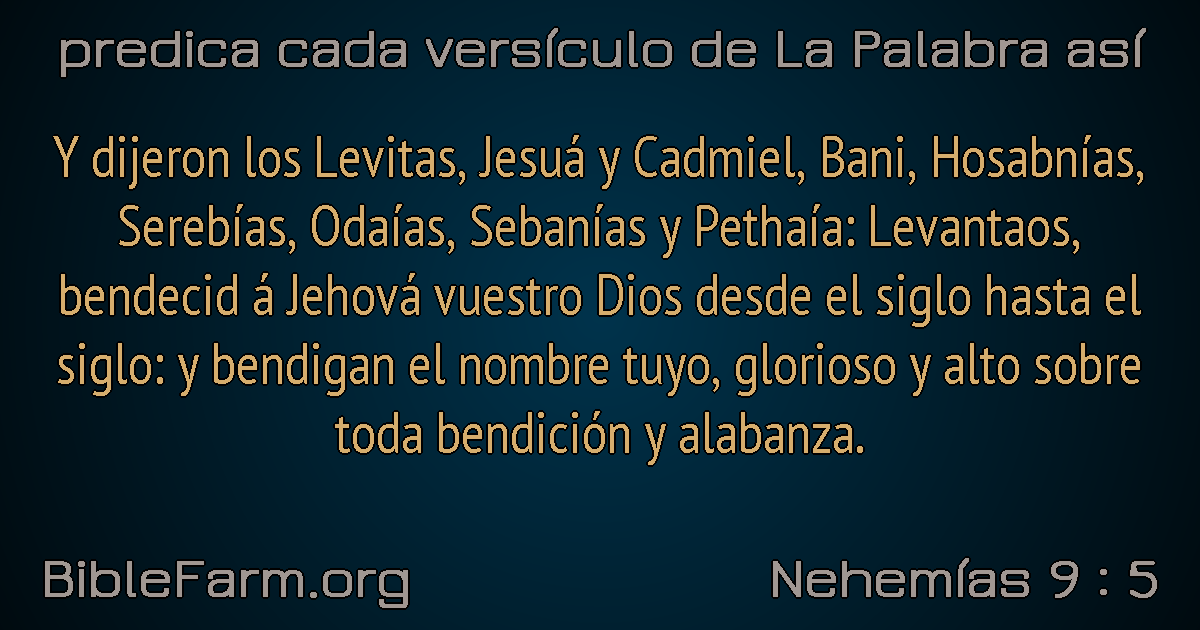 predica cada versículo de La Palabra así
Y dijeron los Levitas, Jesuá y Cadmiel, Bani, Hosabnías,
Serebías, Odaías, Sebanías y Pethaía: Levantaos,
bendecid á Jehová vuestro Dios desde el siglo hasta el
siglo: y bendigan el nombre tuyo, glorioso y alto sobre
toda bendición y alabanza.
BibleFarm.org
Nehemías 9 : 5